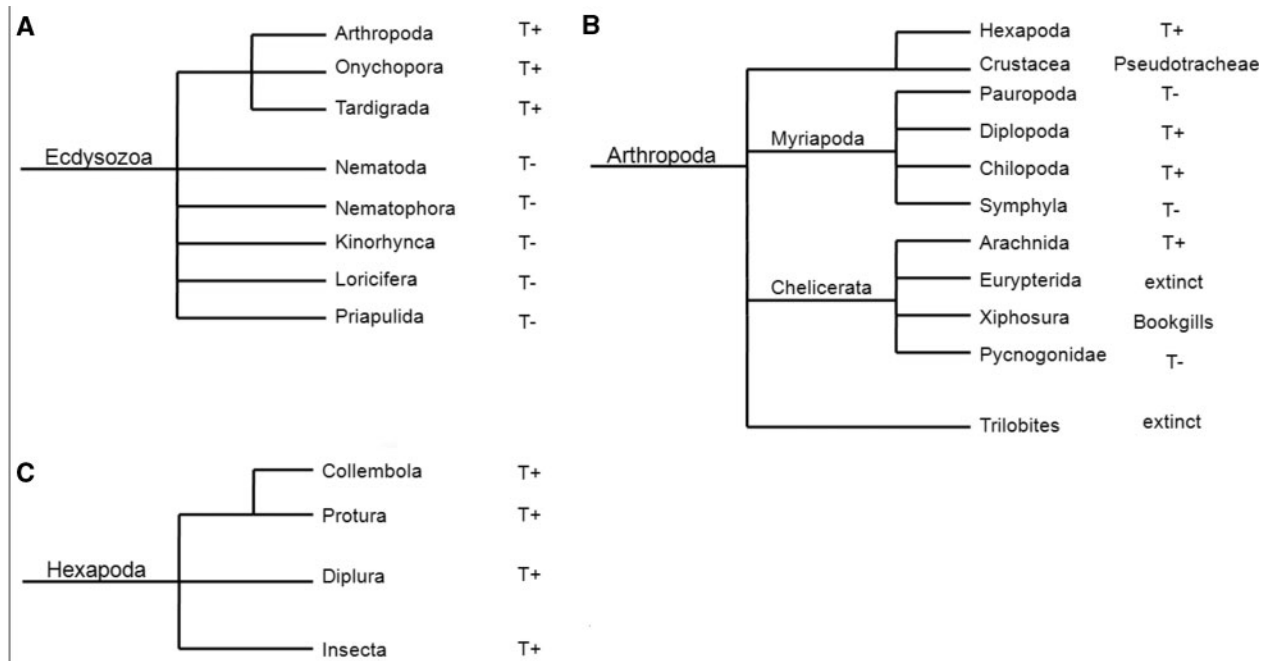 A
Arthropoda T+
Onychopora T+
Tardigrada T+
Ecdysozoa
Nematoda T-
Nematophora T-
Kinorhynca T-
Loricifera T-
Priapulida T-
B
Hexapoda T+
Crustacea Pseudotracheae
Pauropoda T-
Myriapoda
Diplopoda T+
Arthropoda
Chilopoda T+
Symphyla T-
Arachnida T+
Chelicerata
Eurypterida extinct
Xiphosura Bookgills
Pycnogonidae T-
Trilobites extinct
C
Collembola T+
Protura T+
Hexapoda
Diplura T+
Insecta T+